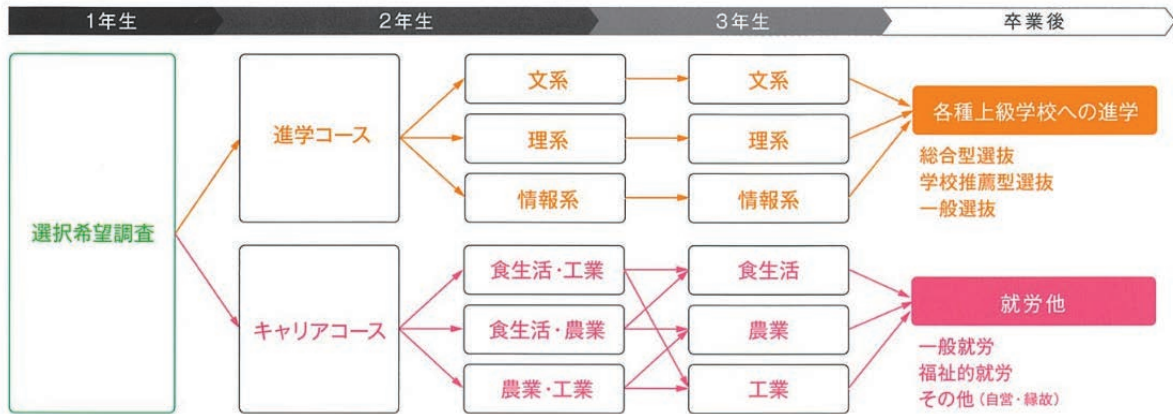 1年生
2年生
3年生
卒業後
選択希望調査
進学コース
文系
理系
情報系
文系
理系
情報系
各種上級学校への進学
総合型選抜
学校推薦型選抜
一般選抜
キャリアコース
食生活・工業
食生活・農業
農業・工業
食生活
農業
工業
就労他
一般就労
福祉的就労
その他(自営・縁故)